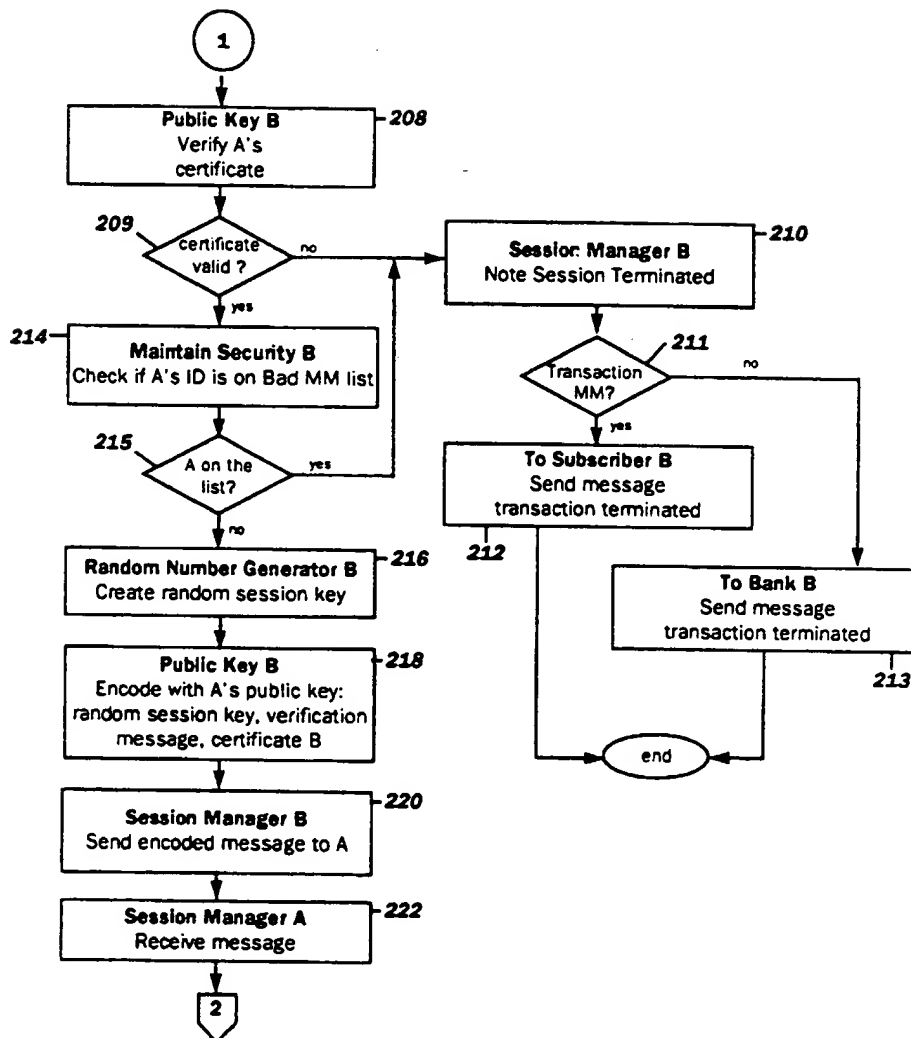 1
Public Key B
Verify A's
certificate
208
209
certificate
valid ?
no
yes
Session Manager B
Note Session Terminated
210
214
Maintain Security B
Check if A's ID is on Bad MM list
211
Transaction
MM?
no
yes
215
A on the
list?
yes
no
To Subscriber B
Send message
transaction terminated
212
Random Number Generator B
Create random session key
216
To Bank B
Send message
transaction terminated
213
Public Key B
Encode with A's public key:
random session key, verification
message, certificate B
218
end
Session Manager B
Send encoded message to A
220
Session Manager A
Receive message
222
2